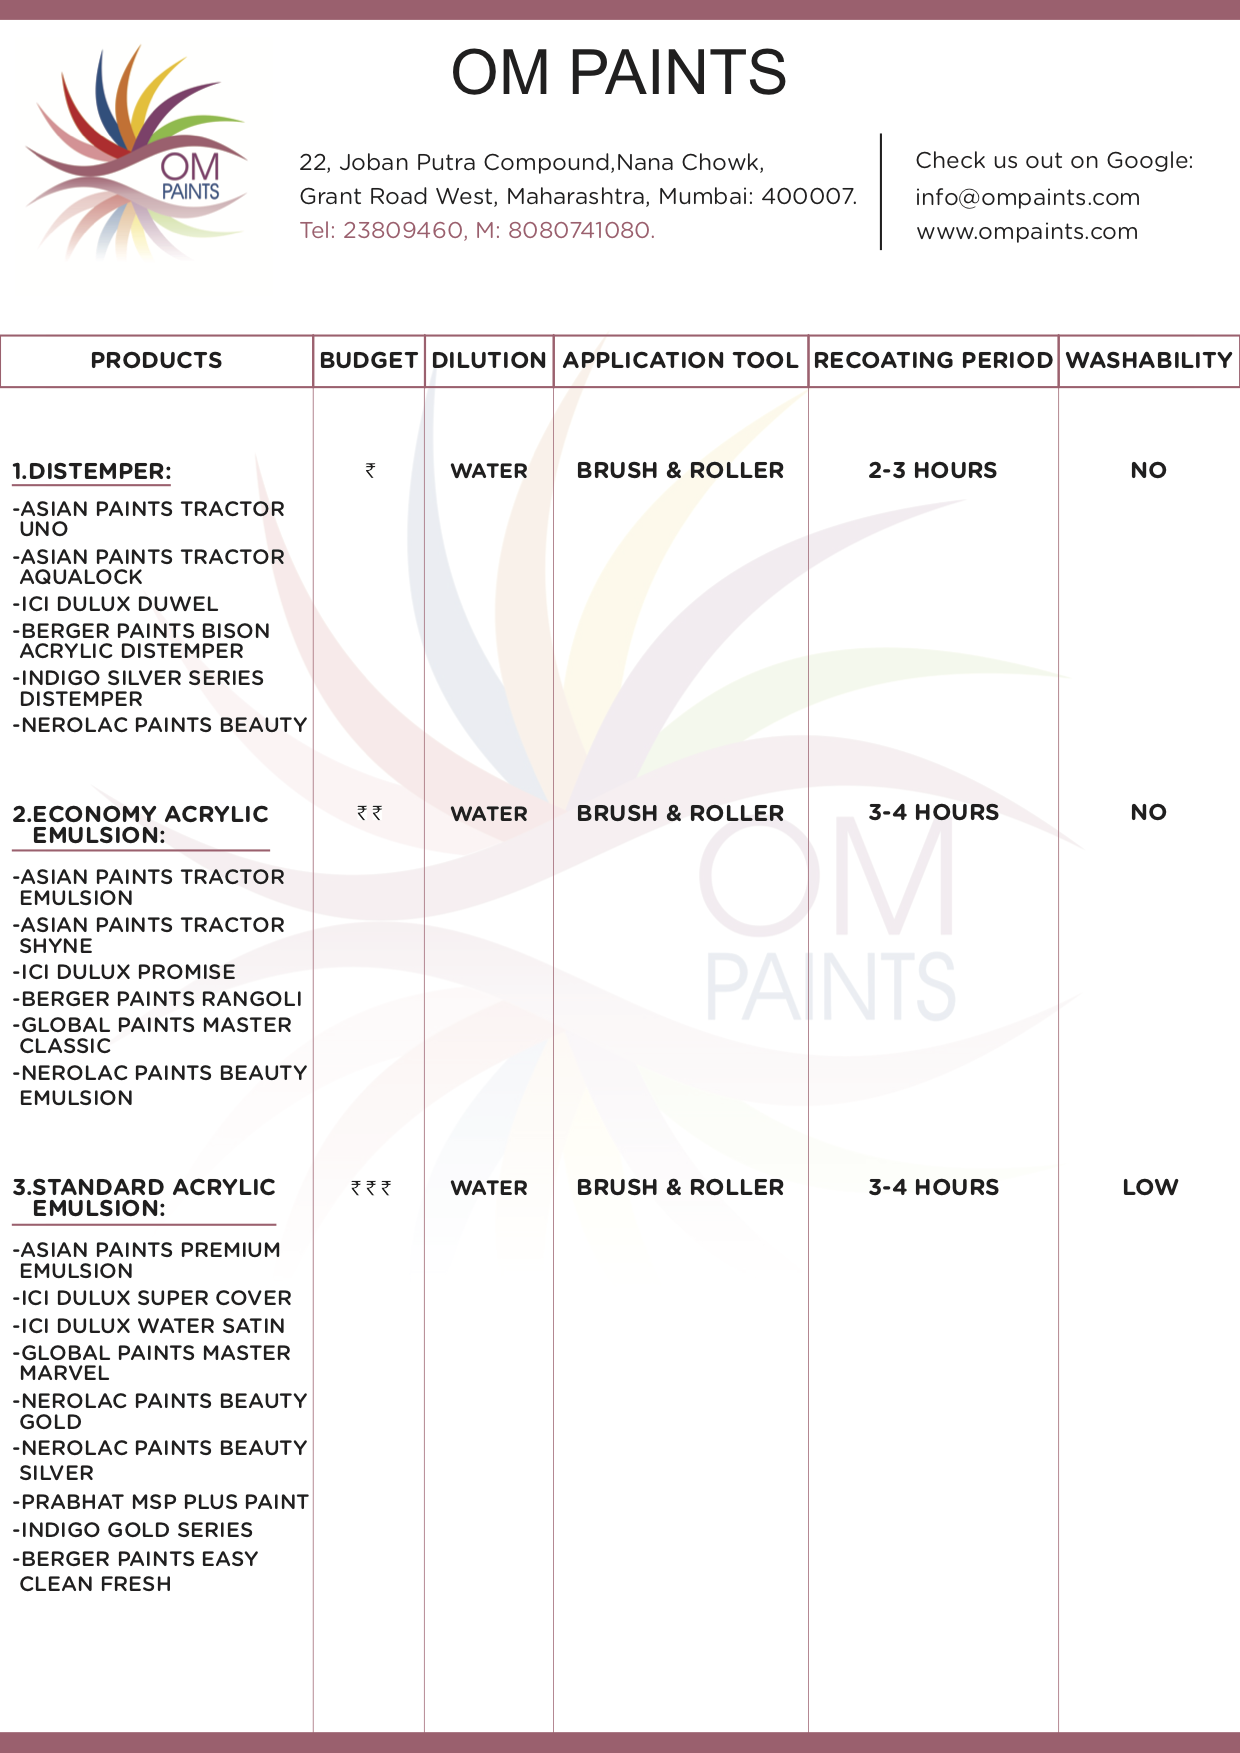 OM PAINTS
OM
PAINTS
22, Joban Putra Compound,Nana Chowk,
Grant Road West, Maharashtra, Mumbai: 400007.
Tel: 23809460, M: 8080741080.
Check us out on Google:
info@ompaints.com
www.ompaints.com
PRODUCTS BUDGET DILUTION APPLICATION TOOL RECOATING PERIOD WASHABILITY
1.DISTEMPER: ₹ WATER BRUSH & ROLLER 2-3 HOURS NO
-ASIAN PAINTS TRACTOR
UNO
-ASIAN PAINTS TRACTOR
AQUALOCK
-ICI DULUX DUWEL
-BERGER PAINTS BISON
ACRYLIC DISTEMPER
-INDIGO SILVER SERIES
DISTEMPER
-NEROLAC PAINTS BEAUTY
2.ECONOMY ACRYLIC ₹ ₹ WATER BRUSH & ROLLER 3-4 HOURS NO
EMULSION:
-ASIAN PAINTS TRACTOR
EMULSION
-ASIAN PAINTS TRACTOR
SHYNE
-ICI DULUX PROMISE
-BERGER PAINTS RANGOLI
-GLOBAL PAINTS MASTER
CLASSIC
-NEROLAC PAINTS BEAUTY
EMULSION
OM
PAINTS
3.STANDARD ACRYLIC ₹ ₹ ₹ WATER BRUSH & ROLLER 3-4 HOURS LOW
EMULSION:
-ASIAN PAINTS PREMIUM
EMULSION
-ICI DULUX SUPER COVER
-ICI DULUX WATER SATIN
-GLOBAL PAINTS MASTER
MARVEL
-NEROLAC PAINTS BEAUTY
GOLD
-NEROLAC PAINTS BEAUTY
SILVER
-PRABHAT MSP PLUS PAINT
-INDIGO GOLD SERIES
-BERGER PAINTS EASY
CLEAN FRESH